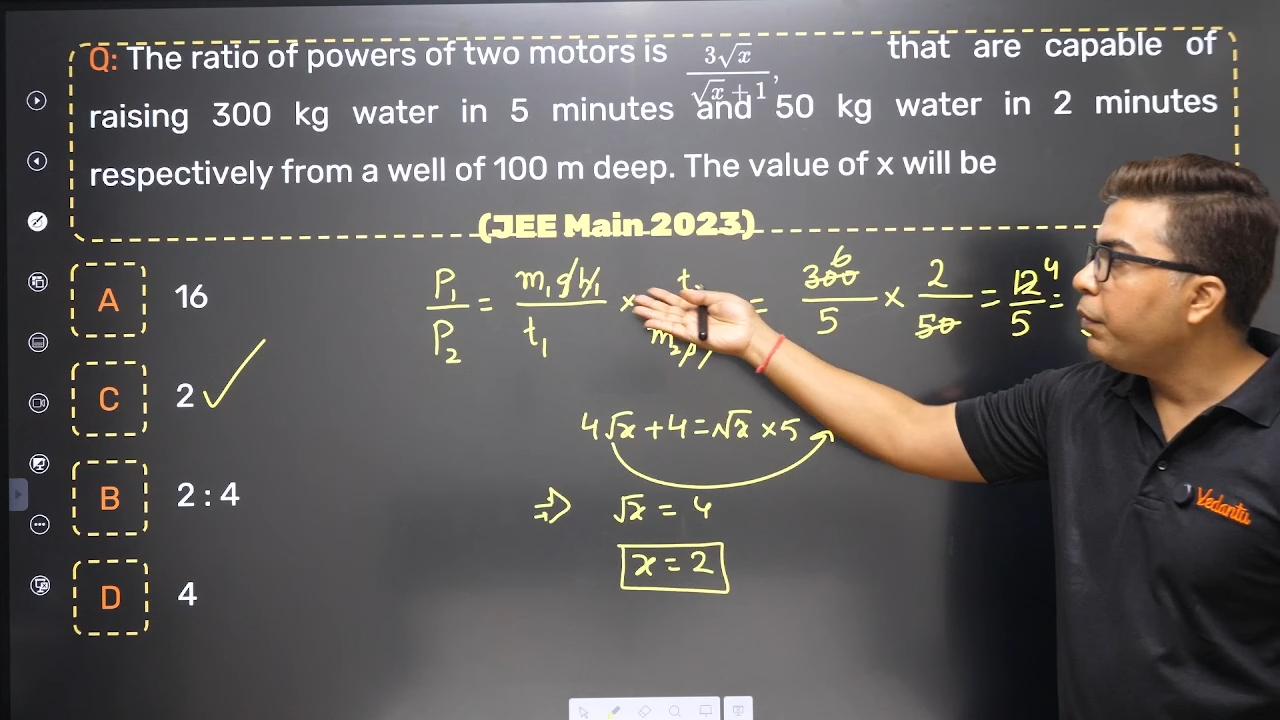 Q: The ratio of powers of two motors is 3√x / √x + 1, that are capable of
raising 300 kg water in 5 minutes and 50 kg water in 2 minutes
respectively from a well of 100 m deep. The value of x will be
(JEE Main 2023)
A 16
C 2 ✓
B 2 : 4
D 4
P₁/P₂ = m₁gh₁/t₁ × = 300 6/5 × 2/50 = 12 4/5 =
4√x + 4 = √x × 5
⇒ √x = 4
x = 2
Vedantu